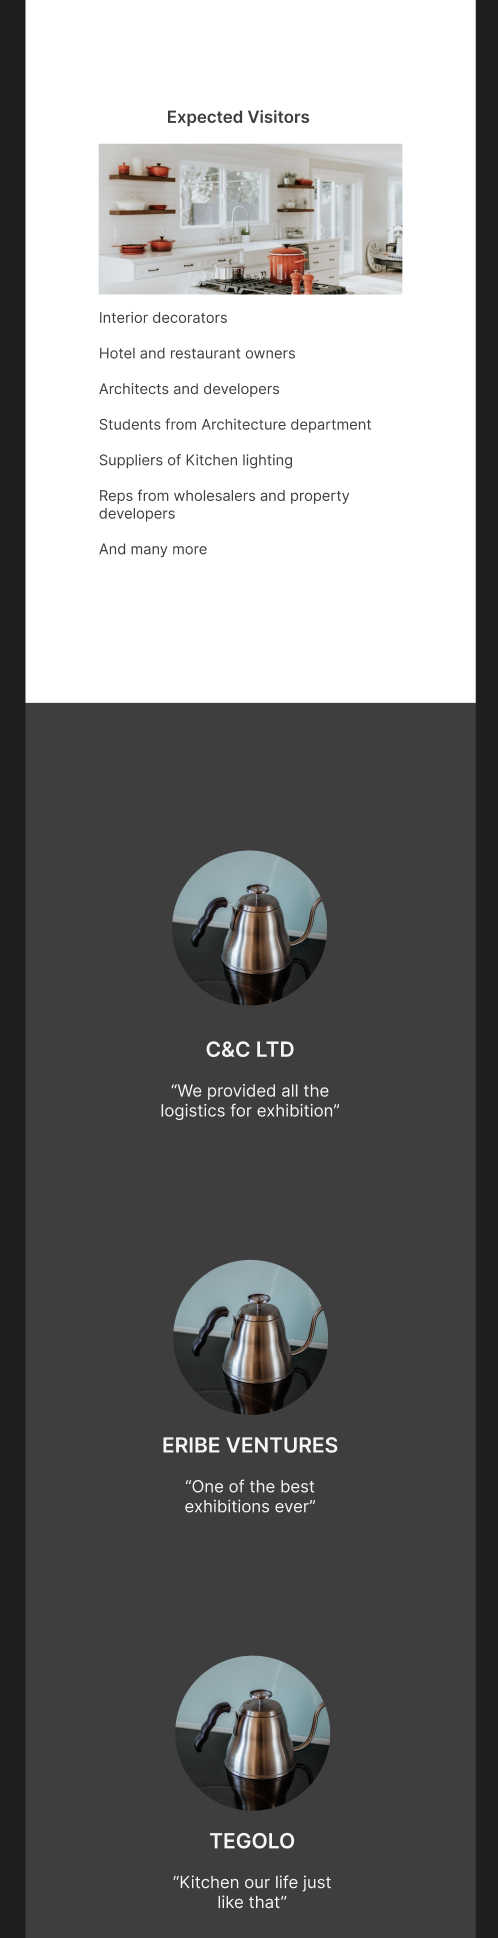 Expected Visitors
Interior decorators
Hotel and restaurant owners
Architects and developers
Students from Architecture department
Suppliers of Kitchen lighting
Reps from wholesalers and property
developers
And many more
C&C LTD
“We provided all the
logistics for exhibition”
ERIBE VENTURES
“One of the best
exhibitions ever”
TEGOLO
“Kitchen our life just
like that”